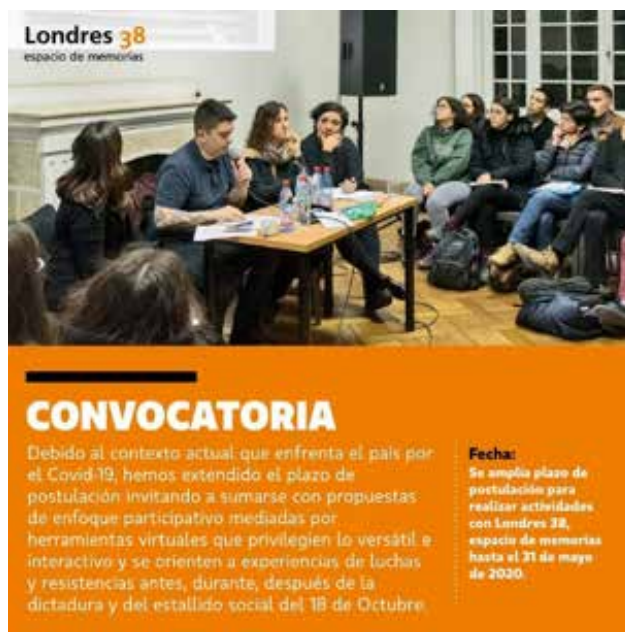 Londres 38
espacio de memorias
CONVOCATORIA
Debido al contexto actual que enfrenta el país por
el Covid-19, hemos extendido el plazo de
postulación invitando a sumarse con propuestas
de enfoque participativo mediadas por
herramientas virtuales que privilegien lo versátil e
interactivo y se orienten a experiencias de luchas
y resistencias antes, durante, después de la
dictadura y del estallido social del 18 de Octubre.
Fecha:
Se amplia plazo de
postulación para
realizar actividades
con Londres 38,
espacio de memorias
hasta el 31 de mayo
de 2020.